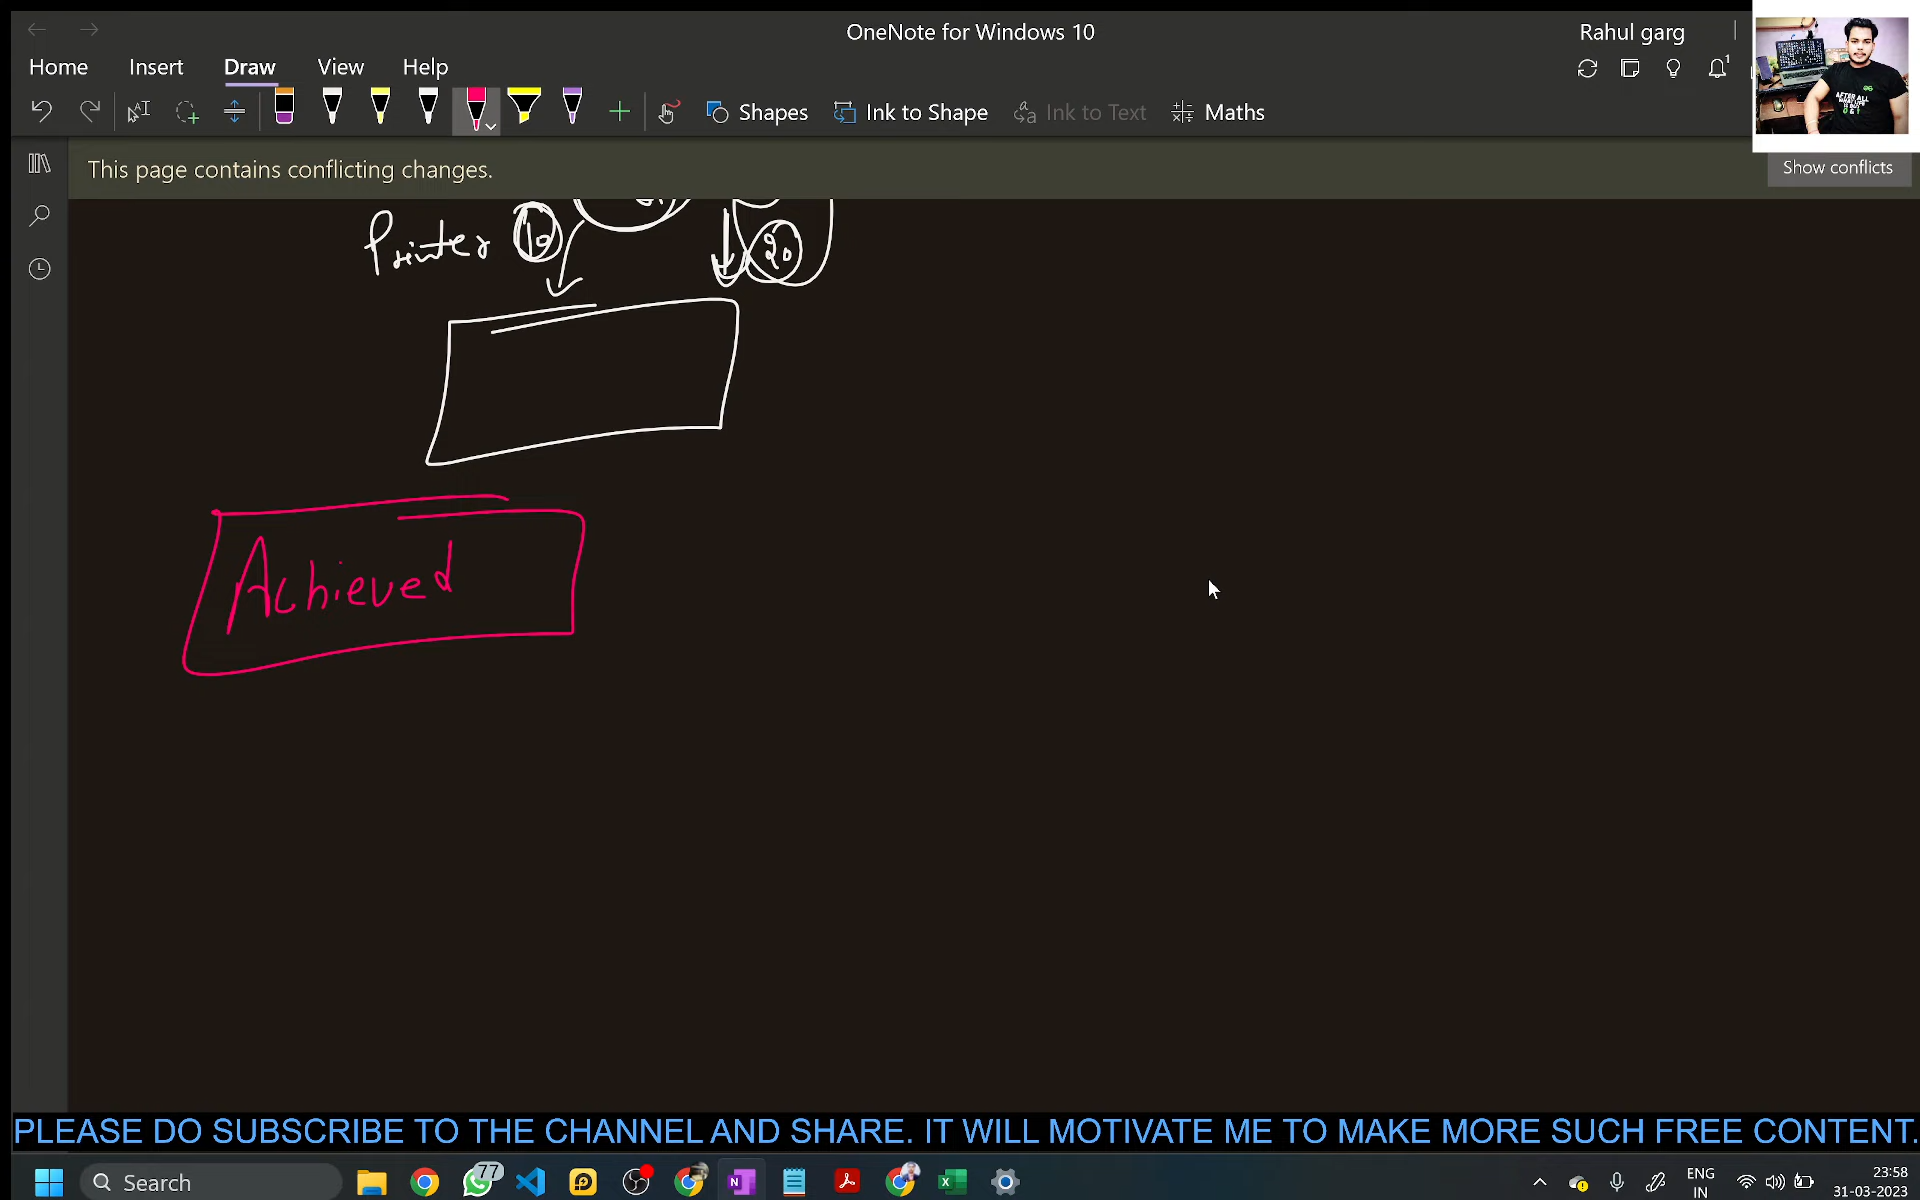 OneNote for Windows 10
Rahul garg
Home Insert Draw View Help
Shapes Ink to Shape Ink to Text Maths
This page contains conflicting changes.
Show conflicts
Printer 10
20
Achieved
PLEASE DO SUBSCRIBE TO THE CHANNEL AND SHARE. IT WILL MOTIVATE ME TO MAKE MORE SUCH FREE CONTENT.
77
Search
ENG
IN
23:58
31-03-2023